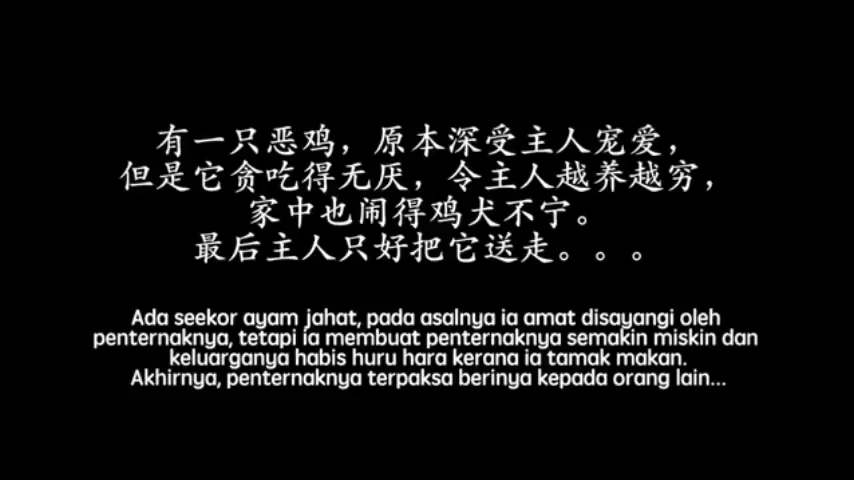 有一只恶鸡，原本深受主人宠爱，
但是它贪吃得无厌，令主人越养越穷，
家中也闹得鸡犬不宁。
最后主人只好把它送走。。。
Ada seekor ayam jahat, pada asalnya ia amat disayangi oleh
penternaknya, tetapi ia membuat penternaknya semakin miskin dan
keluarganya habis huru hara kerana ia tamak makan.
Akhirnya, penternaknya terpaksa berinya kepada orang lain...